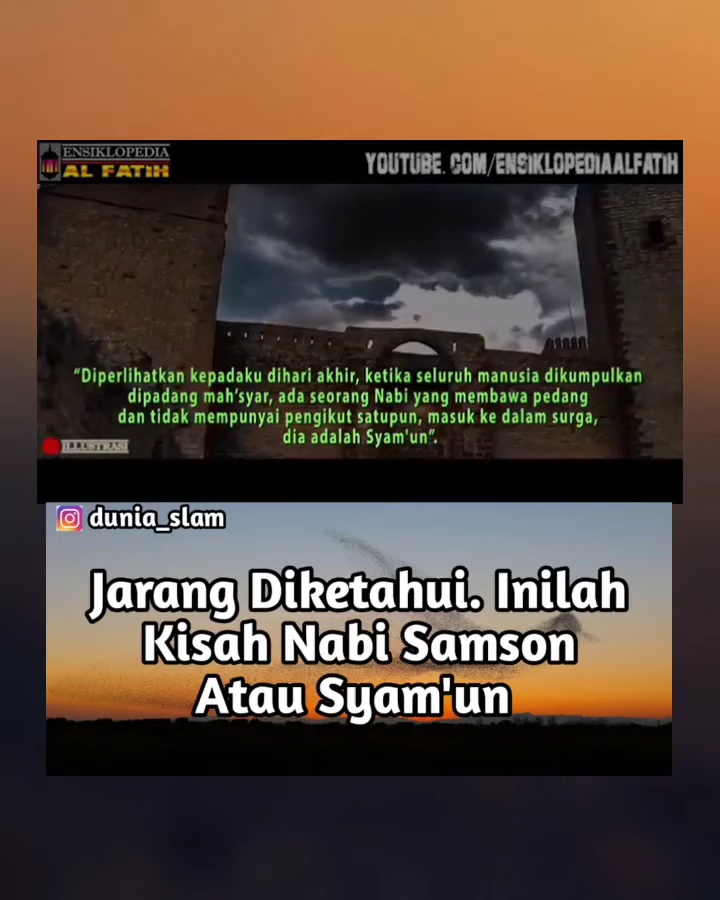 ENSIKLOPEDIA
AL FATIH
YOUTUBE.COM/ENSIKLOPEDIAALFATIH
"Diperlihatkan kepadaku dihari akhir, ketika seluruh manusia dikumpulkan
dipadang mah'syar, ada seorang Nabi yang membawa pedang
dan tidak mempunyai pengikut satupun, masuk ke dalam surga,
dia adalah Syam'un".
ILLUSTRASI
dunia_slam
Jarang Diketahui. Inilah
Kisah Nabi Samson
Atau Syam'un